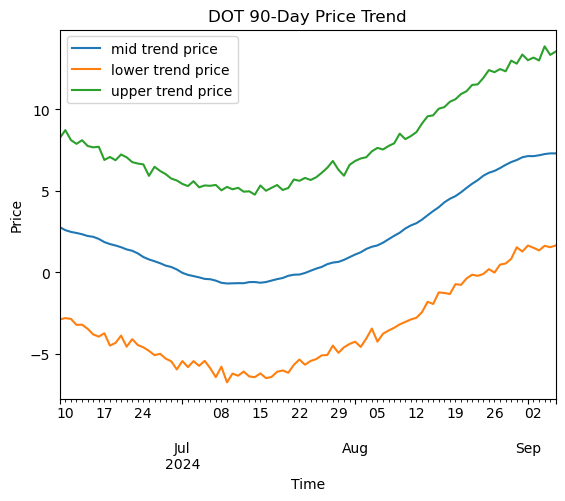 DOT 90-Day Price Trend
mid trend price
lower trend price
upper trend price
Price
10
5
0
−5
10 17 24 08 15 22 29 05 12 19 26 02
Jul Aug Sep
2024
Time